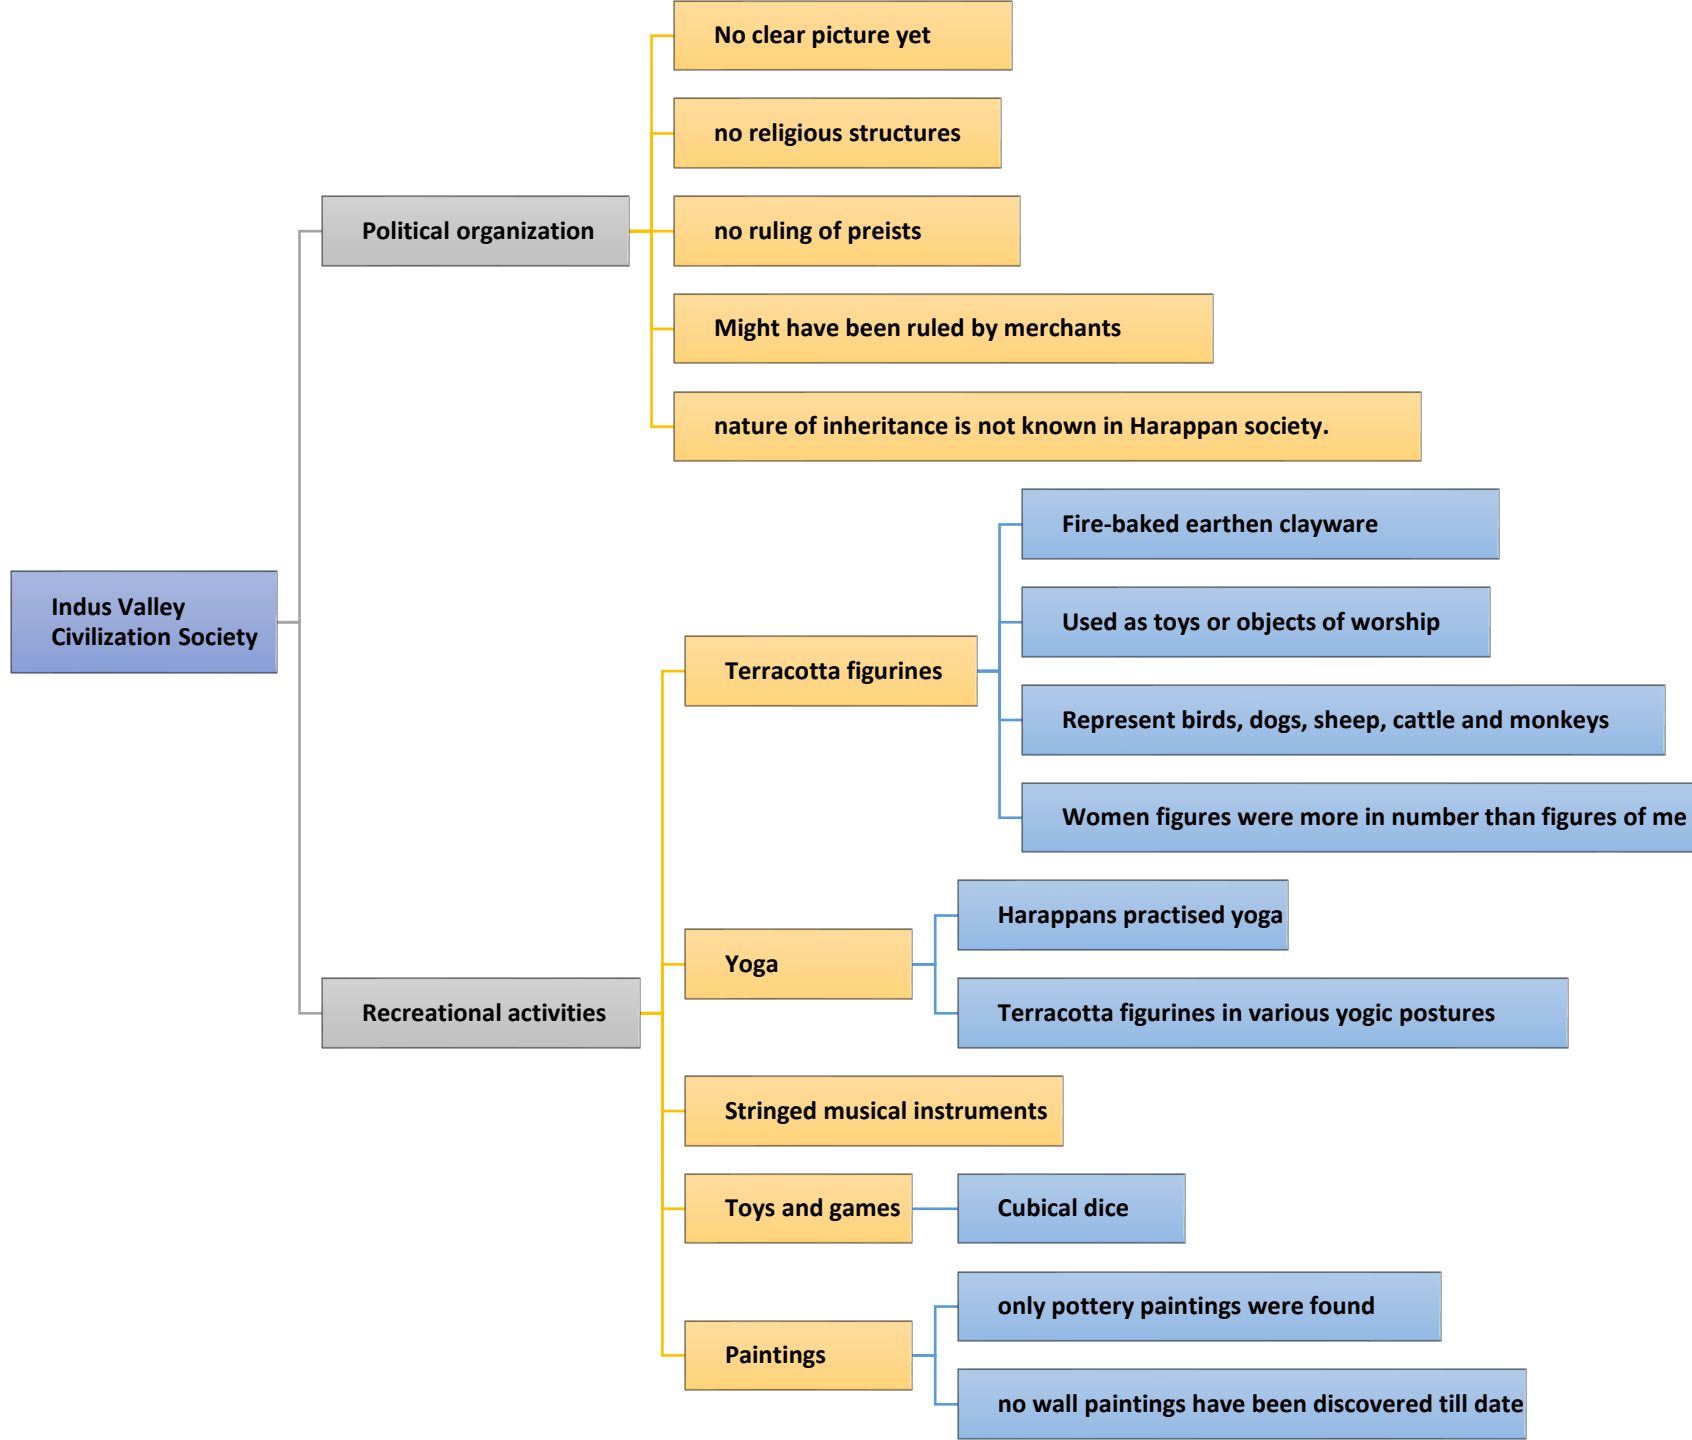 No clear picture yet
no religious structures
Political organization
no ruling of preists
Might have been ruled by merchants
nature of inheritance is not known in Harappan society.
Indus Valley
Civilization Society
Fire-baked earthen clayware
Used as toys or objects of worship
Terracotta figurines
Represent birds, dogs, sheep, cattle and monkeys
Women figures were more in number than figures of me
Harappans practised yoga
Yoga
Terracotta figurines in various yogic postures
Recreational activities
Stringed musical instruments
Toys and games
Cubical dice
only pottery paintings were found
Paintings
no wall paintings have been discovered till date